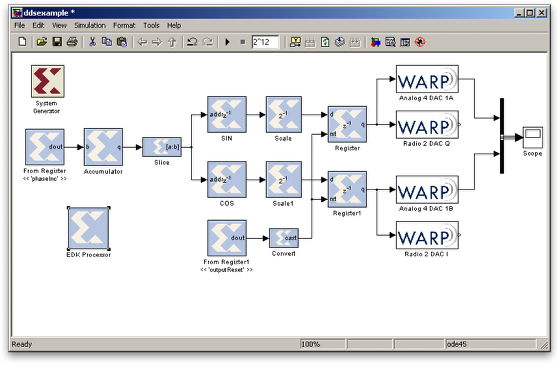 ddsexample *
File Edit View Simulation Format Tools Help
2^12
System Generator
dout
From Register
<< 'phaseInc' >>
b q
Accumulator
[a:b]
Slice
addr z⁻¹
SIN
z⁻¹
Scale
d q
rst z⁻¹
Register
WARP
Analog 4 DAC 1A
WARP
Radio 2 DAC Q
Scope
addr z⁻¹
COS
z⁻¹
Scale1
d q
rst z⁻¹
Register1
WARP
Analog 4 DAC 1B
WARP
Radio 2 DAC I
EDK Processor
dout
From Register1
<< 'outputReset' >>
cast
Convert
Ready
100%
ode45